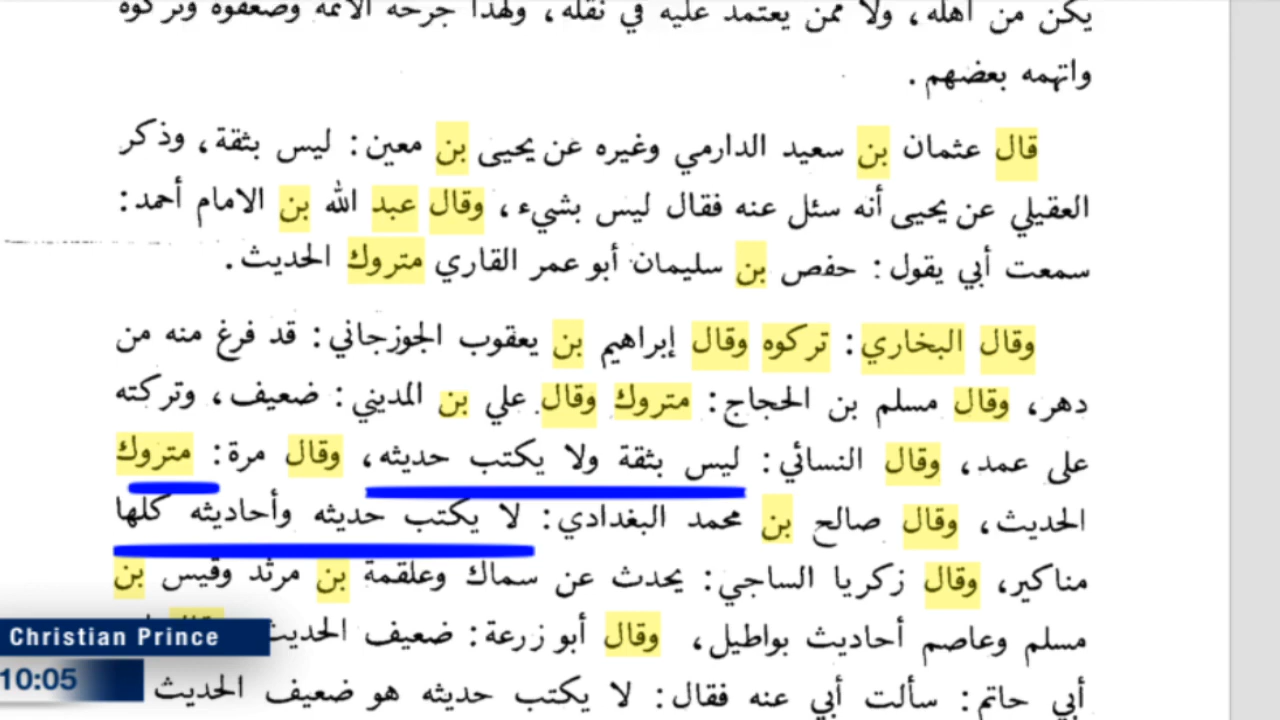 يكن من أهله، ولا ممن يعتمد عليه في نقله، ولهذا جرحه الأئمة وضعفوه وتركوه
واتهمه بعضهم.
قال عثمان بن سعيد الدارمي وغيره عن يحيى بن معين: ليس بثقة، وذكر
العقيلي عن يحيى أنه سئل عنه فقال ليس بشيء، وقال عبد الله بن الامام أحمد:
سمعت أبي يقول: حفص بن سليمان أبو عمر القاري متروك الحديث.
وقال البخاري: تركوه وقال إبراهيم بن يعقوب الجوزجاني: قد فرغ منه من
دهر، وقال مسلم بن الحجاج: متروك وقال علي بن المديني: ضعيف، وتركته
على عمد، وقال النسائي: ليس بثقة ولا يكتب حديثه، وقال مرة: متروك
الحديث، وقال صالح بن محمد البغدادي: لا يكتب حديثه وأحاديثه كلها
مناكير، وقال زكريا الساجي: يحدث عن سماك وعلقمة بن مرثد وقيس بن
مسلم وعاصم أحاديث بواطيل، وقال أبو زرعة: ضعيف الحديث
أبي حاتم: سألت أبي عنه فقال: لا يكتب حديثه هو ضعيف الحديث
Christian Prince
10:05